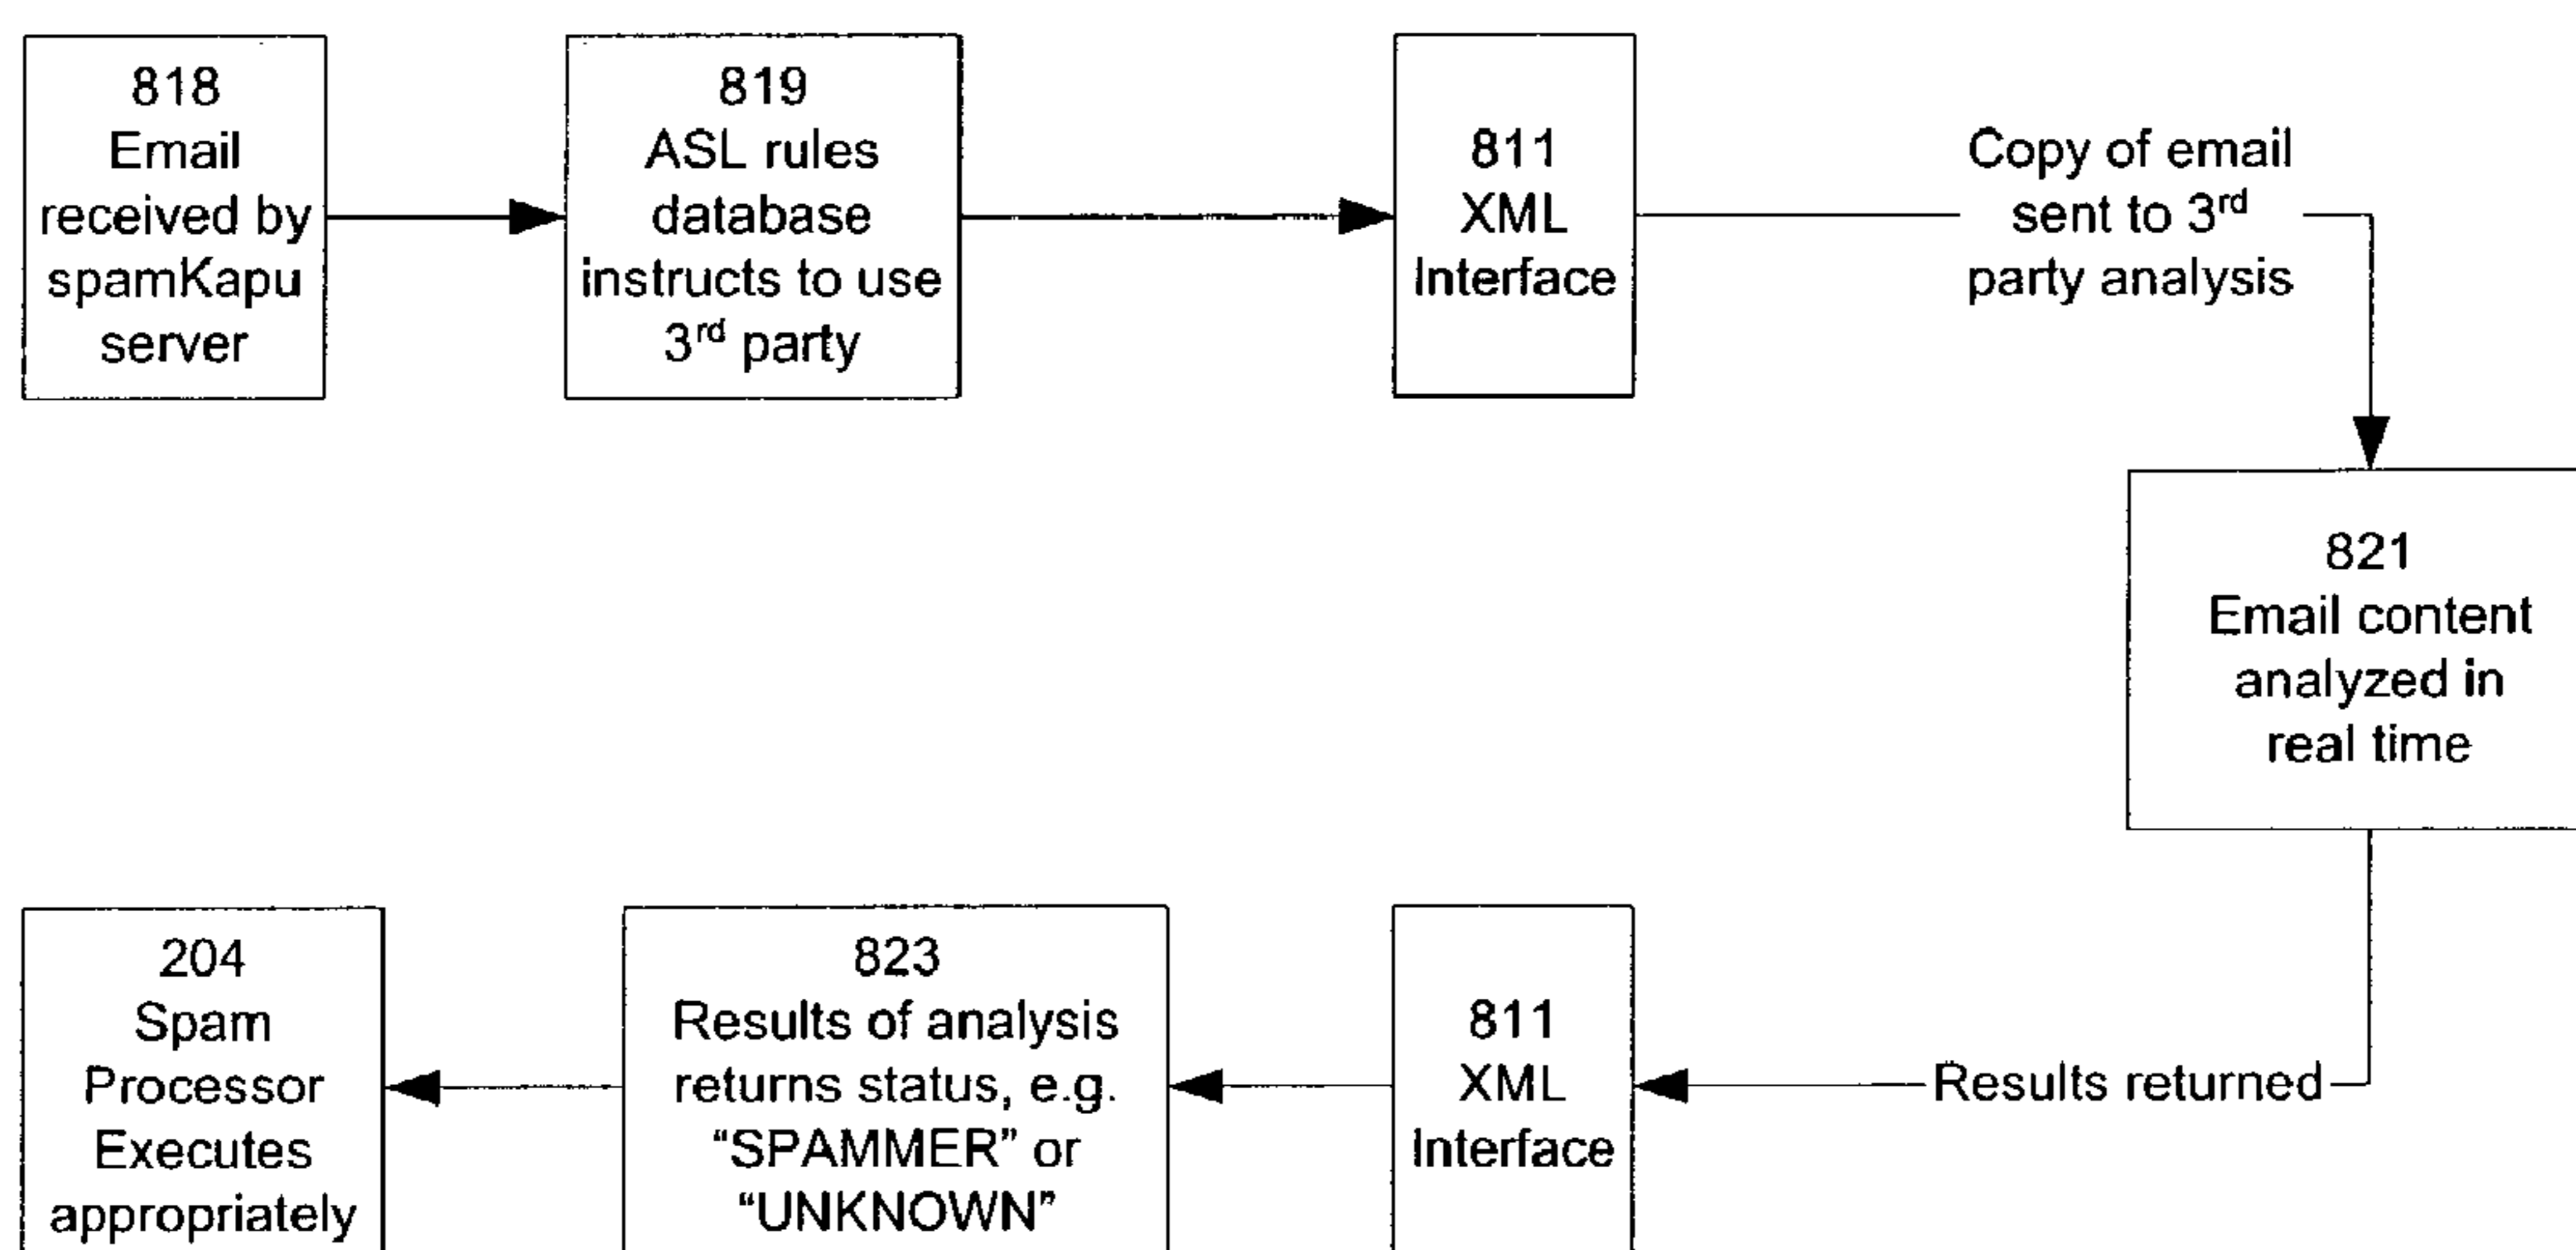 818
Email
received by
spamKapu
server
819
ASL rules
database
instructs to use
3rd party
811
XML
Interface
Copy of email
sent to 3rd
party analysis
821
Email content
analyzed in
real time
204
Spam
Processor
Executes
appropriately
823
Results of analysis
returns status, e.g.
“SPAMMER” or
“UNKNOWN”
811
XML
Interface
Results returned